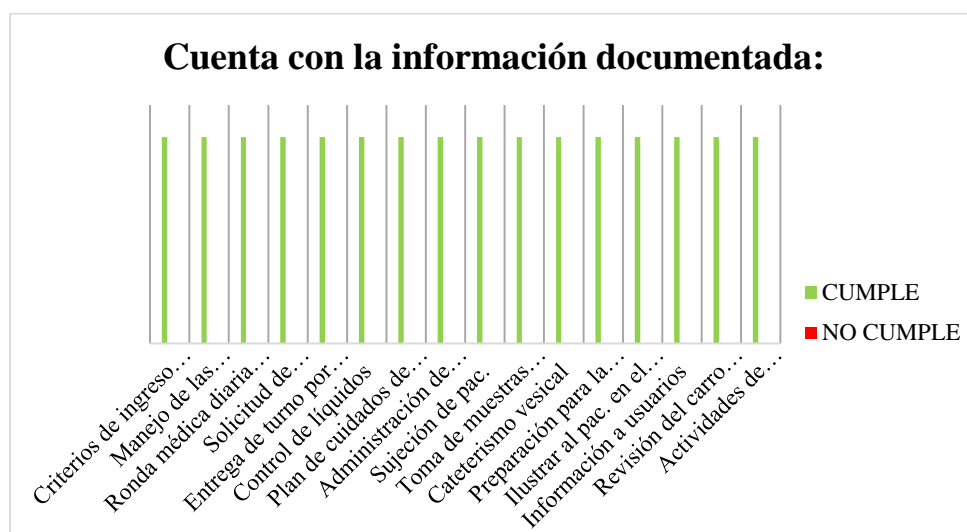 Cuenta con la información documentada:
CUMPLE
NO CUMPLE
Criterios de ingreso…
Manejo de las…
Ronda médica diaria…
Solicitud de…
Entrega de turno por…
Control de líquidos
Plan de cuidados de…
Administración de…
Sujeción de pac.
Toma de muestras…
Cateterismo vesical
Preparación para la…
Ilustrar al pac. en el…
Información a usuarios
Revisión del carro…
Actividades de…